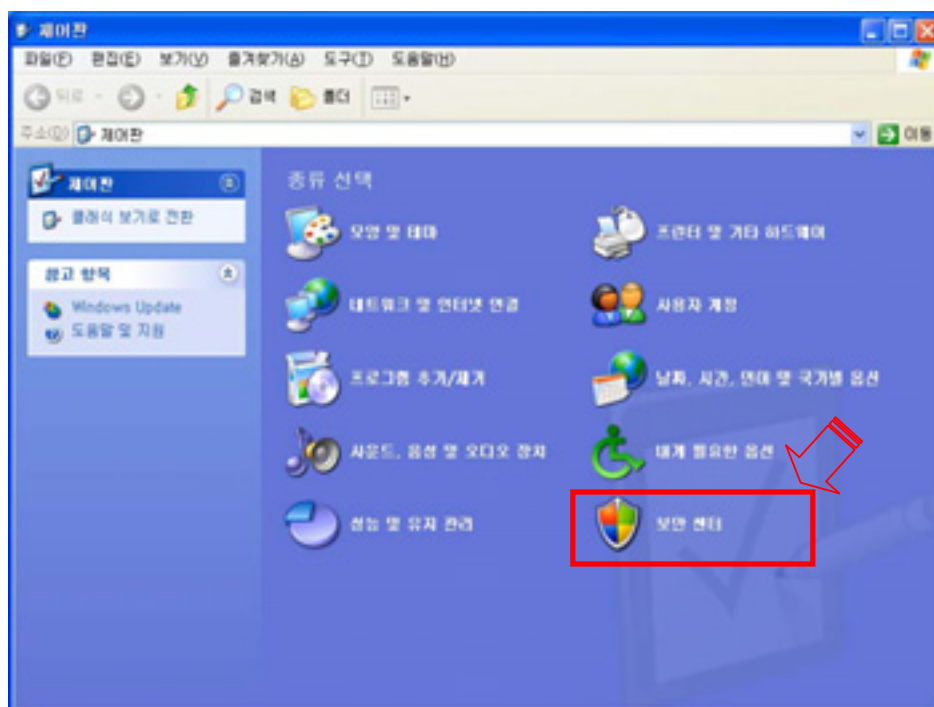 제어판
파일(F) 편집(E) 보기(V) 즐겨찾기(A) 도구(T) 도움말(H)
뒤로 검색 폴더
주소(D) 제어판 이동
제어판
클래식 보기로 전환
참고 항목
Windows Update
도움말 및 지원
종류 선택
모양 및 테마
프린터 및 기타 하드웨어
네트워크 및 인터넷 연결
사용자 계정
프로그램 추가/제거
날짜, 시간, 언어 및 국가별 옵션
사운드, 음성 및 오디오 장치
내게 필요한 옵션
성능 및 유지 관리
보안 센터